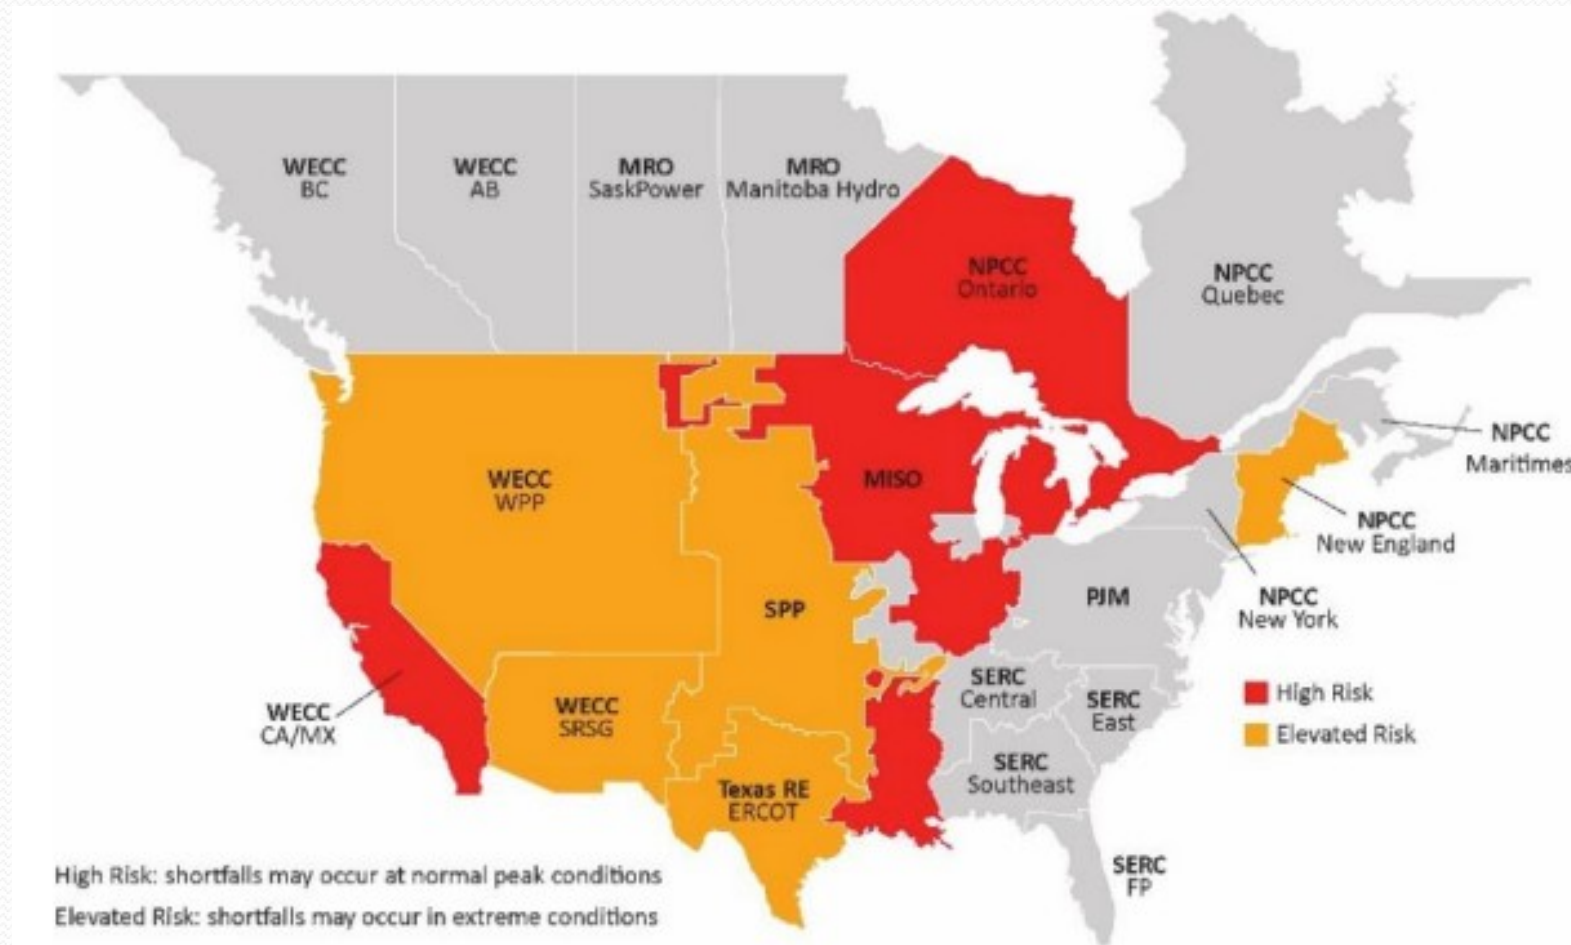 WECC
BC
WECC
AB
MRO
SaskPower
MRO
Manitoba Hydro
NPCC
Ontario
NPCC
Quebec
NPCC
Maritimes
WECC
WPP
MISO
NPCC
New England
SPP
PJM
NPCC
New York
WECC
CA/MX
WECC
SRSG
SERC
Central
SERC
East
High Risk
Elevated Risk
SERC
Southeast
Texas RE
ERCOT
SERC
FP
High Risk: shortfalls may occur at normal peak conditions
Elevated Risk: shortfalls may occur in extreme conditions